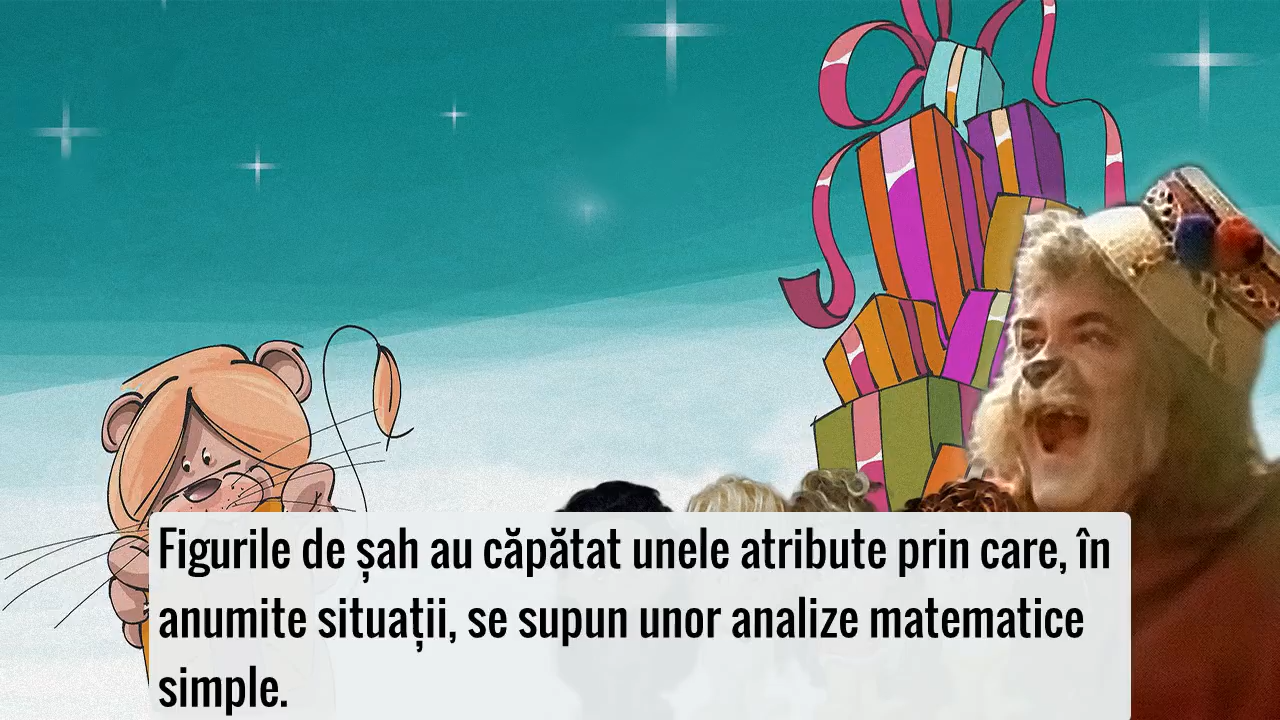 Figurile de șah au căpătat unele atribute prin care, în
anumite situații, se supun unor analize matematice
simple.